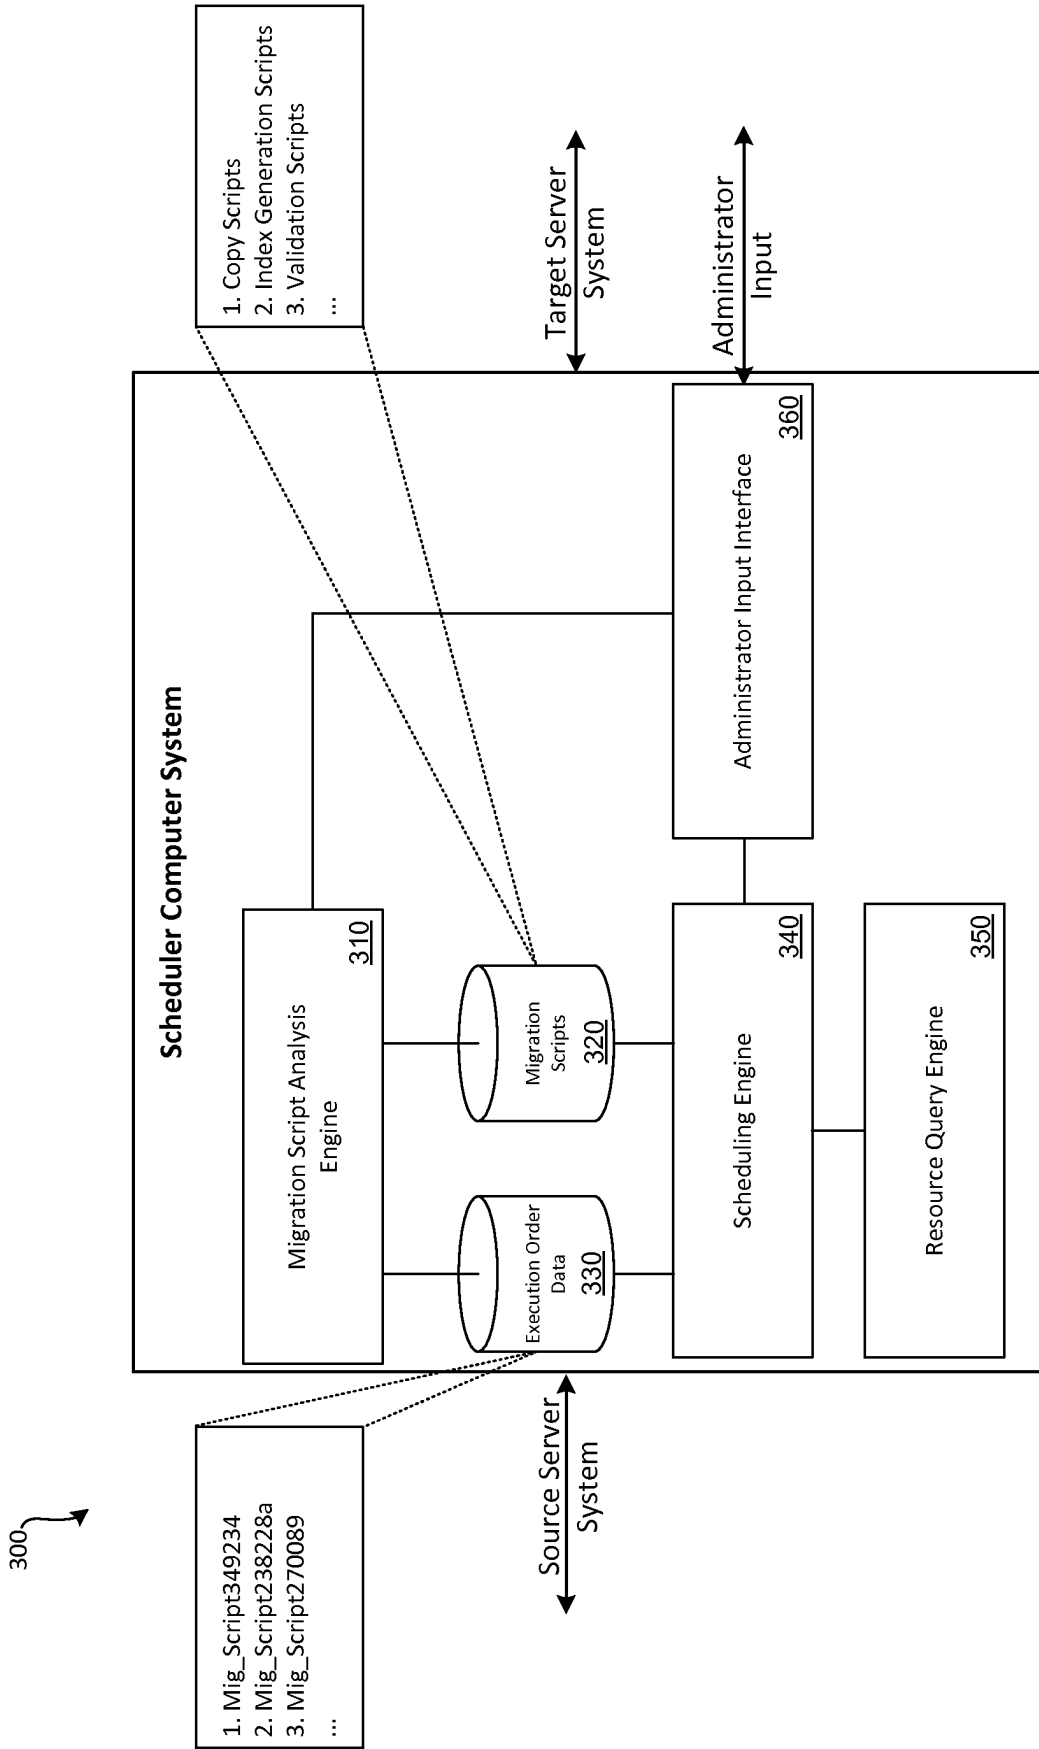 300
Scheduler Computer System
1. Mig_Script349234
2. Mig_Script238228a
3. Mig_Script270089
...
1. Copy Scripts
2. Index Generation Scripts
3. Validation Scripts
...
Migration Script Analysis
Engine
310
Execution Order
Data
330
Migration
Scripts
320
Source Server
System
Target Server
System
Scheduling Engine
340
Administrator Input Interface
360
Administrator
Input
Resource Query Engine
350